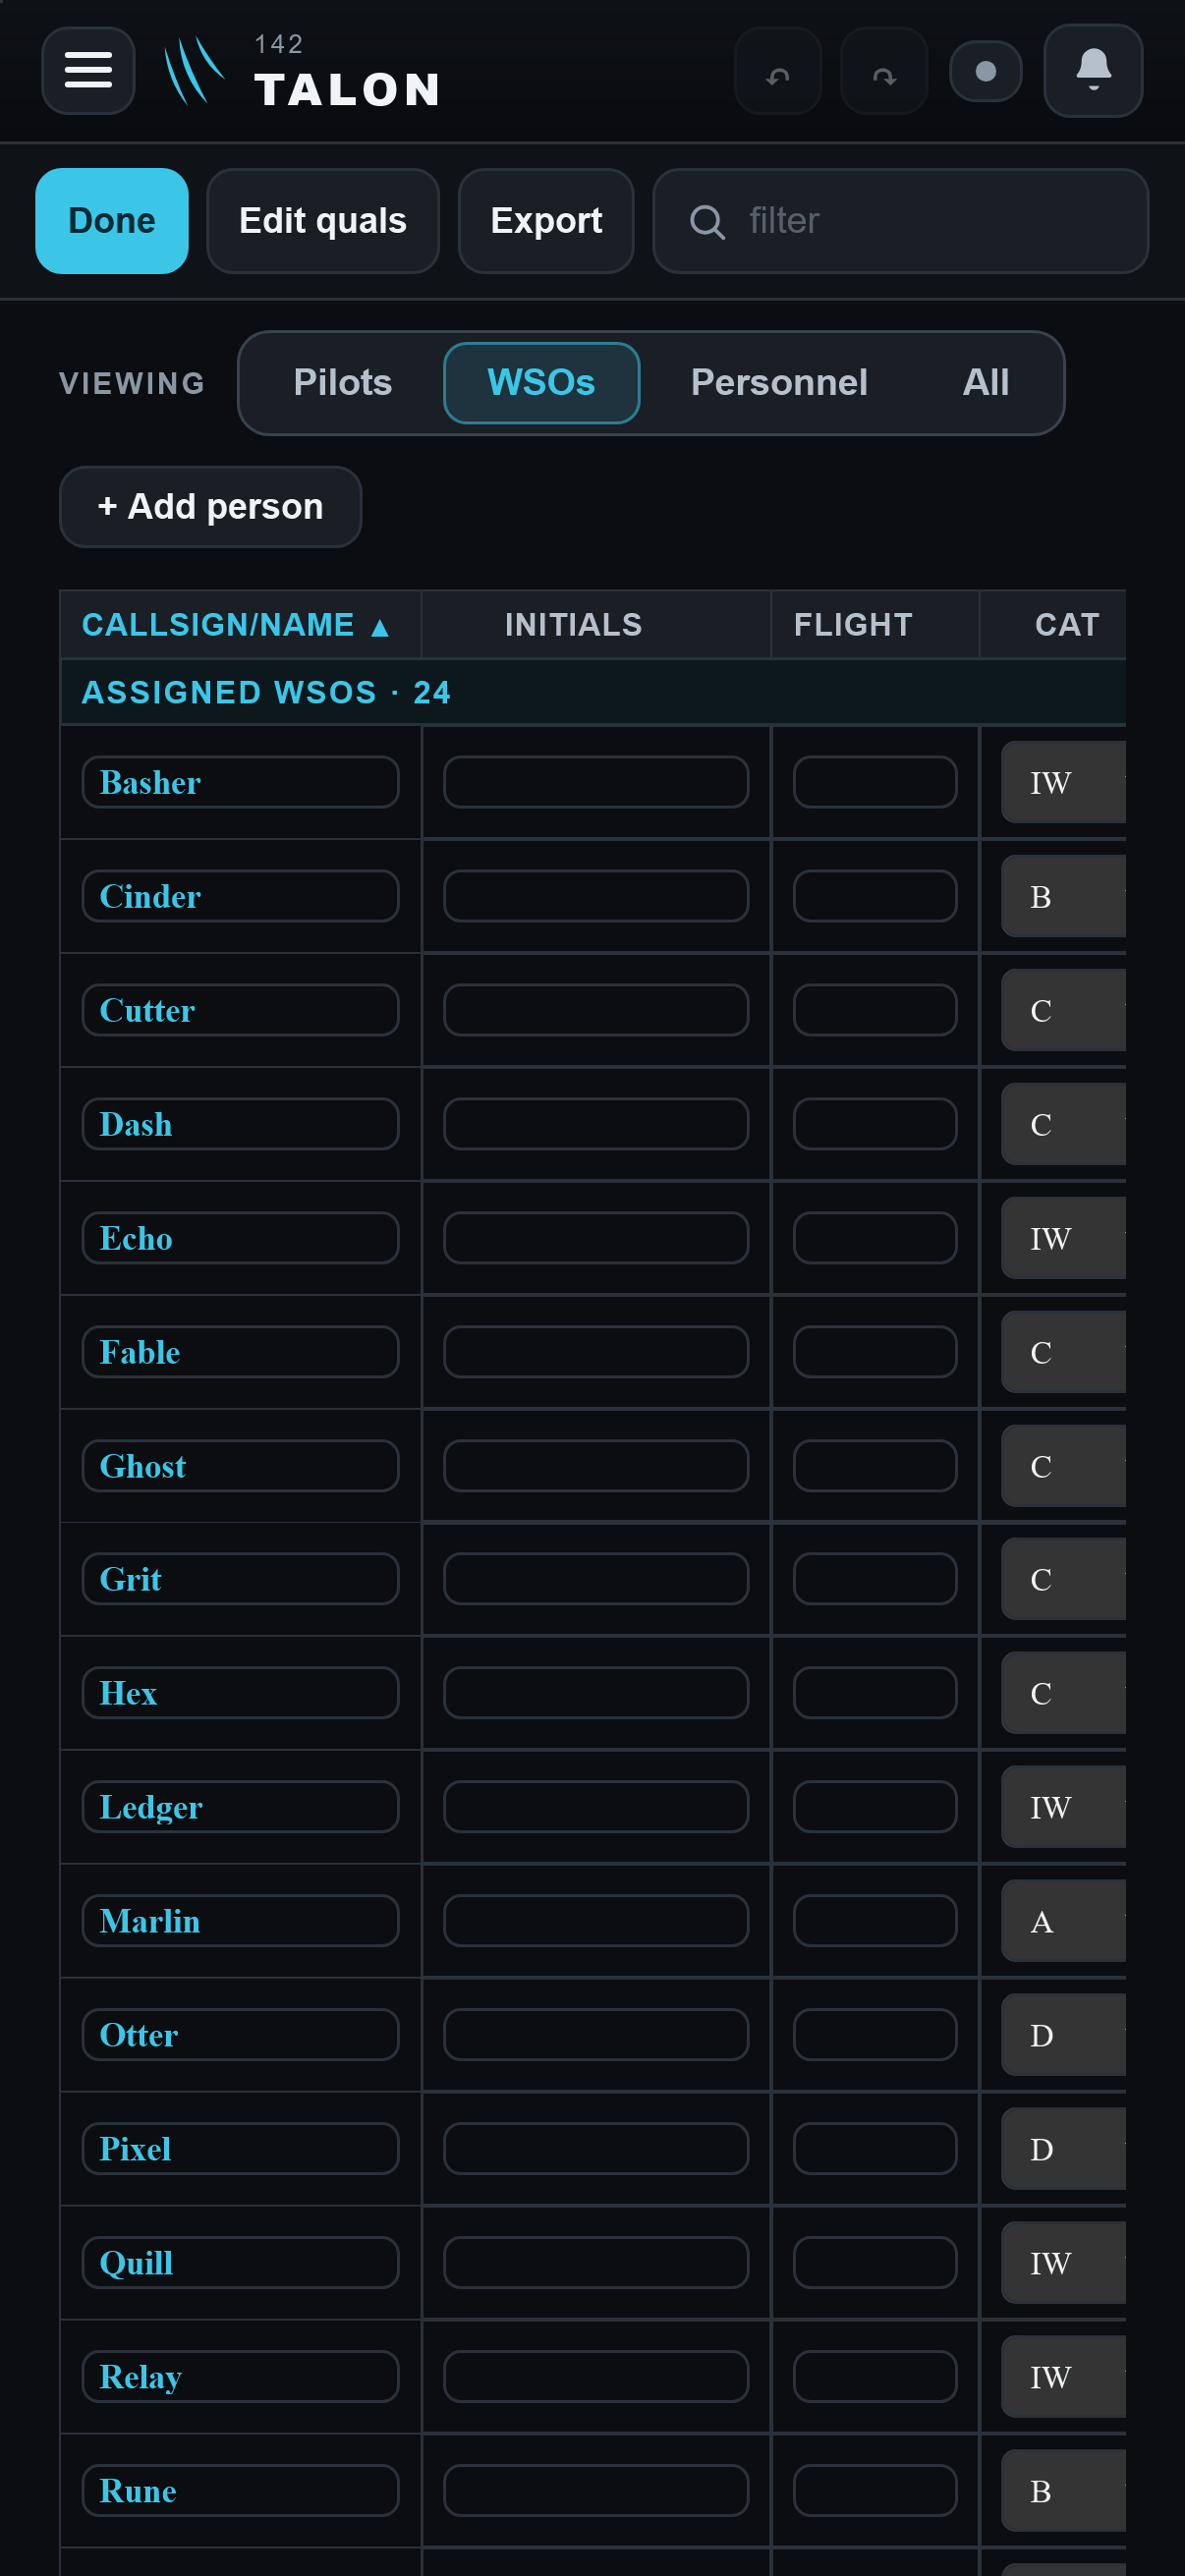 142
TALON
Done Edit quals Export filter
VIEWING Pilots WSOs Personnel All
+ Add person
CALLSIGN/NAME ▲ INITIALS FLIGHT CAT
ASSIGNED WSOS · 24
Basher IW
Cinder B
Cutter C
Dash C
Echo IW
Fable C
Ghost C
Grit C
Hex C
Ledger IW
Marlin A
Otter D
Pixel D
Quill IW
Relay IW
Rune B